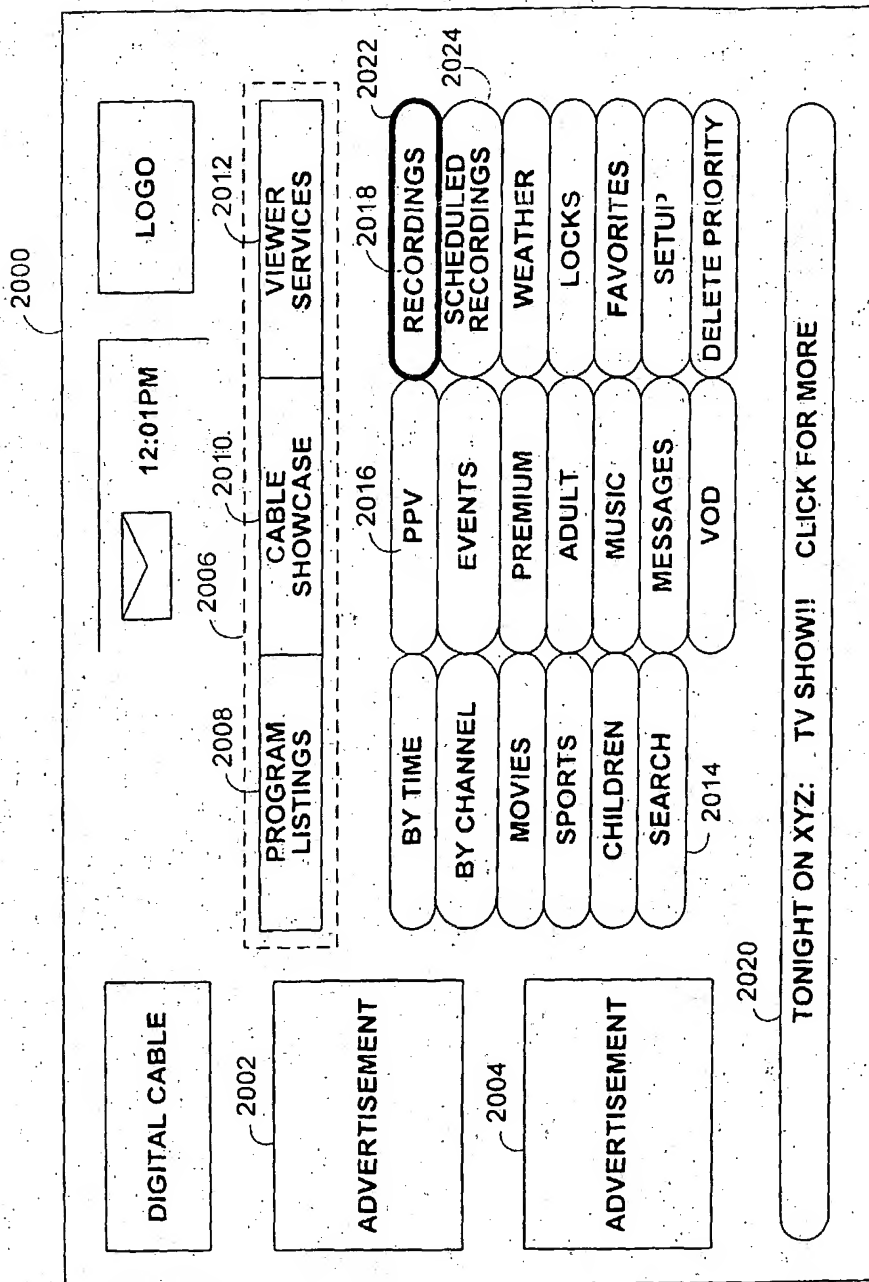 2000
DIGITAL CABLE
12:01PM
LOGO
2002
ADVERTISEMENT
2004
ADVERTISEMENT
2006
2008
2010
2012
PROGRAM
LISTINGS
CABLE
SHOWCASE
VIEWER
SERVICES
2016
2018
2022
2024
BY TIME
PPV
RECORDINGS
BY CHANNEL
EVENTS
SCHEDULED
RECORDINGS
MOVIES
PREMIUM
WEATHER
SPORTS
ADULT
LOCKS
CHILDREN
MUSIC
FAVORITES
SEARCH
MESSAGES
SETUP
2014
VOD
DELETE PRIORITY
2020
TONIGHT ON XYZ: TV SHOW!! CLICK FOR MORE